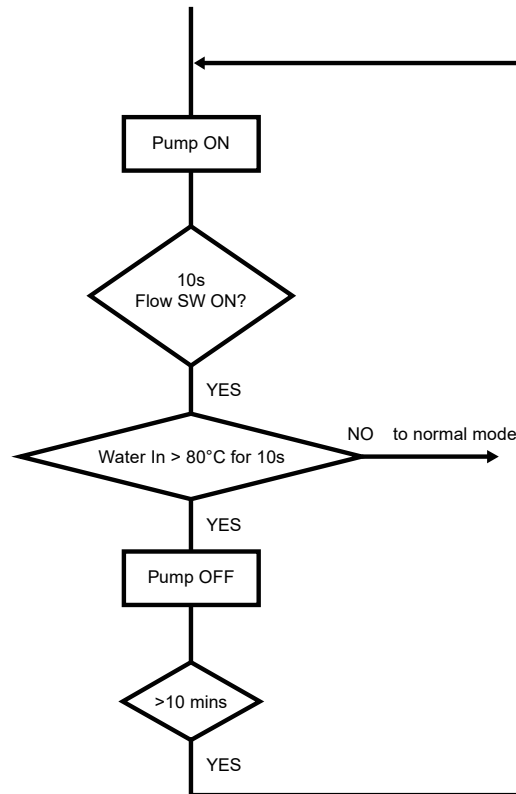 Pump ON
10s
Flow SW ON?
YES
NO to normal mode
Water In > 80°C for 10s
YES
Pump OFF
>10 mins
YES